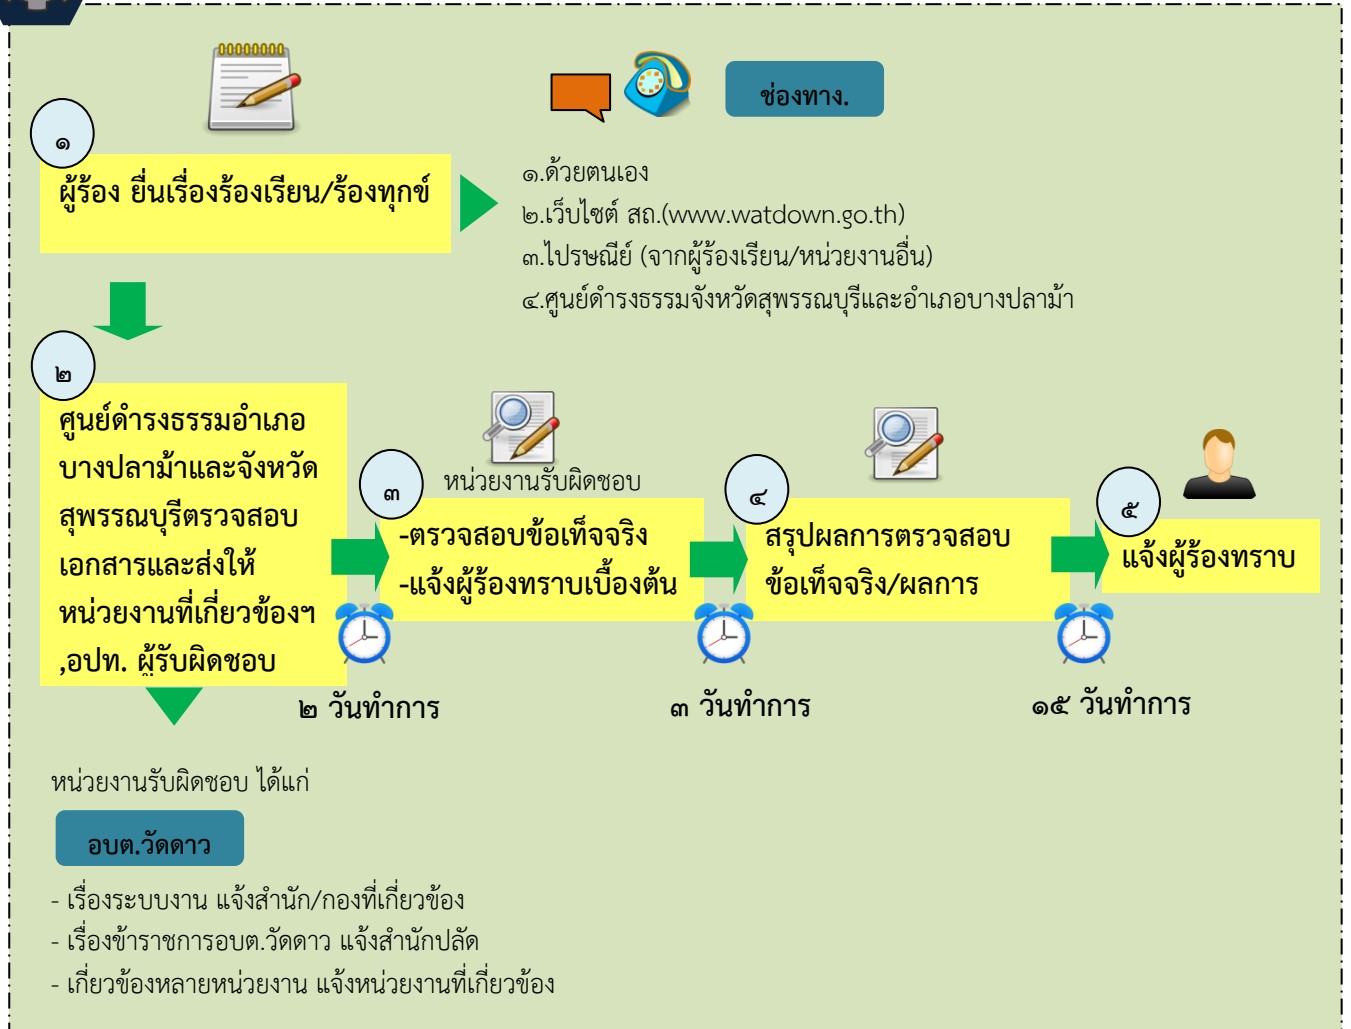 ช่องทาง.
๑
ผู้ร้อง ยื่นเรื่องร้องเรียน/ร้องทุกข์
๑.ด้วยตนเอง
๒.เว็บไซต์ สถ.(www.watdown.go.th)
๓.ไปรษณีย์ (จากผู้ร้องเรียน/หน่วยงานอื่น)
๔.ศูนย์ดำรงธรรมจังหวัดสุพรรณบุรีและอำเภอบางปลาม้า
๒
ศูนย์ดำรงธรรมอำเภอ
บางปลาม้าและจังหวัด
สุพรรณบุรีตรวจสอบ
เอกสารและส่งให้
หน่วยงานที่เกี่ยวข้องฯ
,อปท. ผู้รับผิดชอบ
๒ วันทำการ
๓
หน่วยงานรับผิดชอบ
-ตรวจสอบข้อเท็จจริง
-แจ้งผู้ร้องทราบเบื้องต้น
๓ วันทำการ
๔
สรุปผลการตรวจสอบ
ข้อเท็จจริง/ผลการ
๑๕ วันทำการ
๕
แจ้งผู้ร้องทราบ
หน่วยงานรับผิดชอบ ได้แก่
อบต.วัดดาว
- เรื่องระบบงาน แจ้งสำนัก/กองที่เกี่ยวข้อง
- เรื่องข้าราชการอบต.วัดดาว แจ้งสำนักปลัด
- เกี่ยวข้องหลายหน่วยงาน แจ้งหน่วยงานที่เกี่ยวข้อง